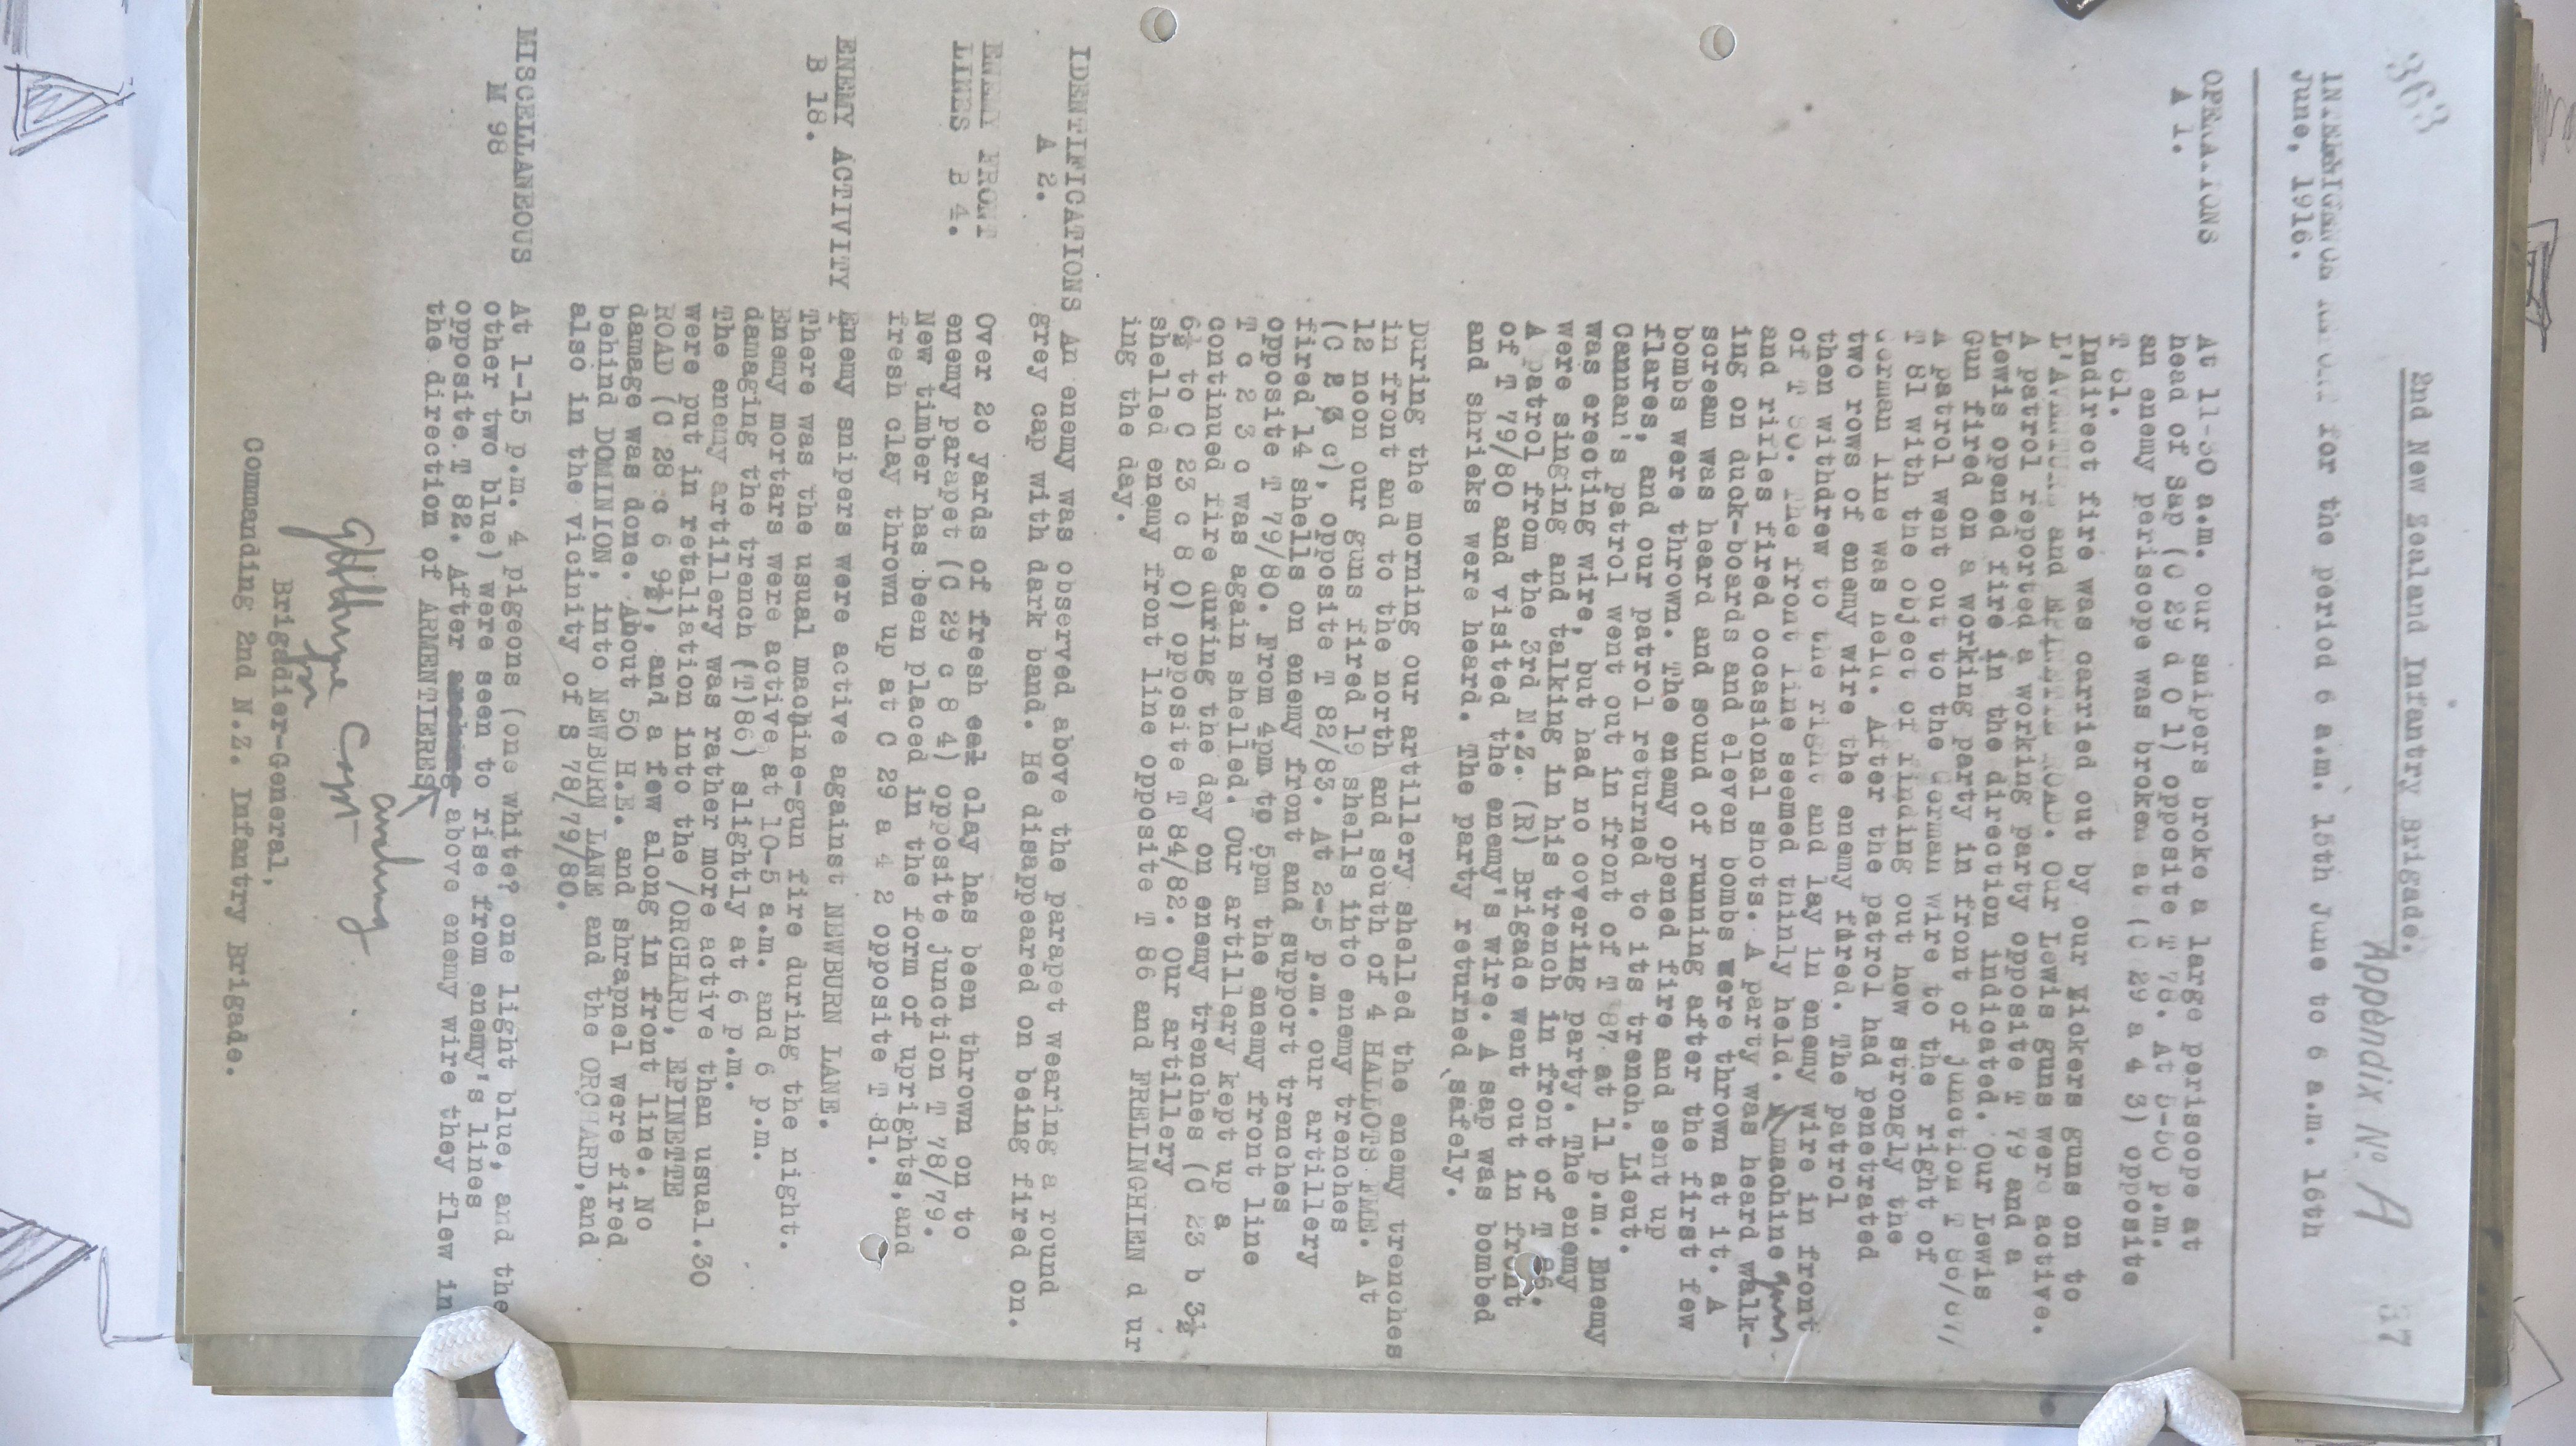 363
Appendix No. A
2nd New Zealand Infantry Brigade.
INTELLIGENCE for the period 6 a.m. 15th June to 6 a.m. 16th
June, 1916.
OPERATIONS
A 1.
At 11-30 a.m. our snipers broke a large periscope at
head of Sap (C 29 d 0 1) opposite T 78. At p.m.
an enemy periscope was broken at (C 29 a 4 3) opposite
T 81.
Indirect fire was carried out by our Vickers guns on to
L'AVENTURE and ROAD. Our Lewis guns were active.
A patrol reported a working party opposite T 79 and a
Lewis opened fire in the direction indicated. Our Lewis
Gun fired on a working party in front of junction T 80/81,
A patrol went out to the German wire to the right of
T 81 with the object of finding out how strongly the
German line was held. After the patrol had penetrated
two rows of enemy wire the enemy fired. The patrol
then withdrew to the right and lay in enemy wire in front
of T 80. The front line seemed thinly held. A machine gun
and rifles fired occasional shots. A party was heard walk-
ing on duck-boards and eleven bombs were thrown at it. A
scream was heard and sound of running after the first few
bombs were thrown. The enemy opened fire and sent up
flares, and our patrol returned to its trench. Lieut.
Cannan's patrol went out in front of T 87 at 11 p.m. Enemy
was erecting wire, but had no covering party. The enemy
were singing and talking in his trench in front of T 86.
A patrol from the 3rd N.Z. (R) Brigade went out in front
of T 79/80 and visited the enemy's wire. A sap was bombed
and shrieks were heard. The party returned safely.
During the morning our artillery shelled the enemy trenches
in front and to the north and south of 4 HALLOTS FME. At
12 noon our guns fired 19 shells into enemy trenches
(C c), opposite T 82/83. At 2-5 p.m. our artillery
fired 14 shells on enemy front and support trenches
opposite T 79/80. From 4pm to 5pm the enemy front line
T c 2 3 c was again shelled. Our artillery kept up a
continued fire during the day on enemy trenches (C 23 b 3½
6½ to C 23 c 8 0) opposite T 84/82. Our artillery
shelled enemy front line opposite T 86 and FRELINGHIEN d ur
ing the day.
IDENTIFICATIONS An enemy was observed above the parapet wearing a round
A 2. grey cap with dark band. He disappeared on being fired on.
ENEMY FRONT
LINES B 4.
Over 2o yards of fresh cal clay has been thrown on to
enemy parapet (C 29 c 8 4) opposite junction T 78/79.
New timber has been placed in the form of uprights,and
fresh clay thrown up at C 29 a 4 2 opposite T 81.
ENEMY ACTIVITY Enemy snipers were active against NEWBURN LANE.
B 18. There was the usual machine-gun fire during the night.
Enemy mortars were active at 10-5 a.m. and 6 p.m.
damaging the trench (T)86) slightly at 6 p.m.
The enemy artillery was rather more active than usual.30
were put in retaliation into the /ORCHARD, EPINETTE
ROAD (C 28 c 6 9½), and a few along in front line. No
damage was done. About 50 H.E. and shrapnel were fired
behind DOMINION, into NEWBURN LANE and the ORCHARD,and
also in the vicinity of S 78/79/80.
MISCELLANEOUS
M 98
At 1-15 p.m. 4 pigeons (one white? one light blue, and the
other two blue) were seen to rise from enemy's lines
opposite T 82. After above enemy wire they flew in
the direction of ARMENTIERES
Capt
for
Brigadier-General,
Commanding 2nd N.Z. Infantry Brigade.